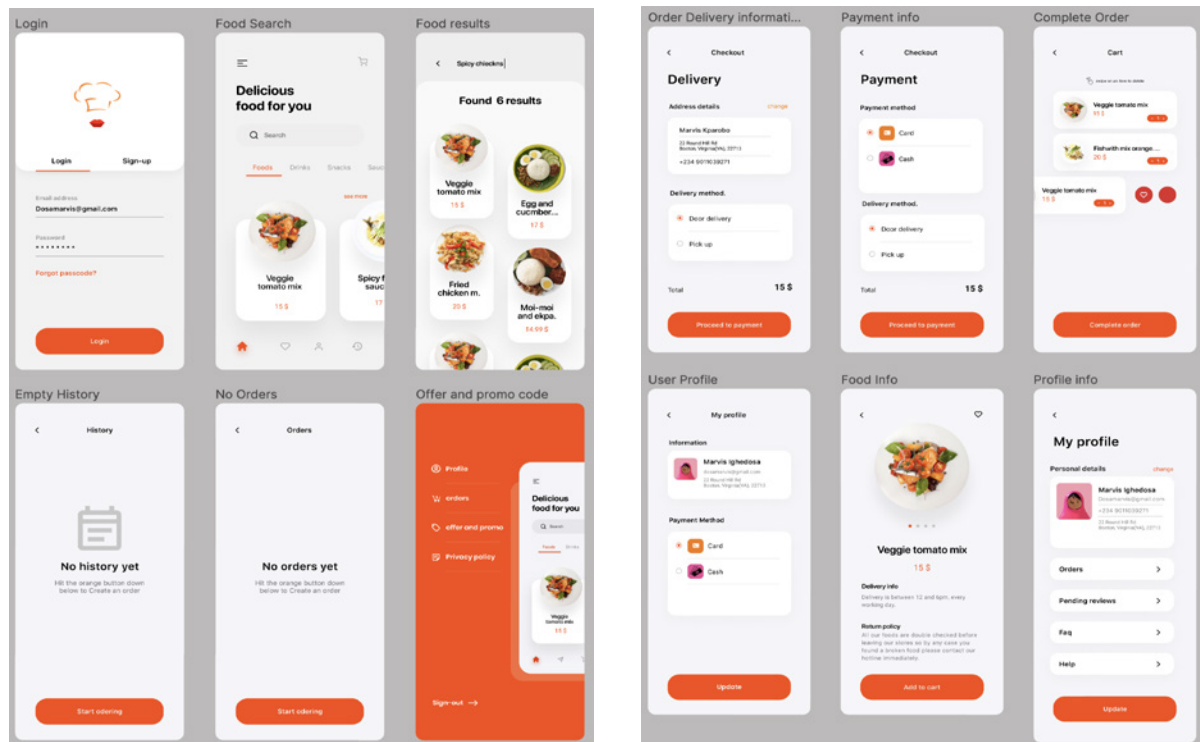 Login
Login
Sign-up
Email address
Dosamarvis@gmail.com
Password
Forgot passcode?
Login
Food Search
Delicious
food for you
Search
Foods
Drinks
Snacks
Sauc
see more
Veggie
tomato mix
15 $
Spicy f
sauc
17
Food results
Spicy chieckns
Found 6 results
Veggie
tomato mix
15 $
Egg and
cucmber...
17 $
Fried
chicken m.
20 $
Moi-moi
and ekpa.
14.99 $
Empty History
History
No history yet
Hit the orange button down
below to Create an order
Start odering
No Orders
Orders
No orders yet
Hit the orange button down
below to Create an order
Start odering
Offer and promo code
Profile
orders
offer and promo
Privacy policy
Sign-out
Delicious
food for you
Search
Foods
Drinks
Veggie
tomato mix
15 $
Order Delivery informati...
Checkout
Delivery
Address details
change
Marvis Kparobo
+234 9011039271
Delivery method.
Door delivery
Pick up
Total
15 $
Proceed to payment
Payment info
Checkout
Payment
Payment method
Card
Cash
Delivery method.
Door delivery
Pick up
Total
15 $
Proceed to payment
Complete Order
Cart
Veggie tomato mix
15 $
Fishwith mix orange....
20 $
Veggie tomato mix
15 $
Complete order
User Profile
My profile
Information
Marvis Ighedosa
dosamarvis@gmail.com
Payment Method
Card
Cash
Update
Food Info
Veggie tomato mix
15 $
Delivery info
Delivery is between 12 and 6pm, every
working day.
Return policy
All our foods are double checked before
leaving our stores so by any case you
found a broken food please contact our
hotline immediately.
Add to cart
Profile info
My profile
Personal details
change
Marvis Ighedosa
Dosamarvis@gmail.com
+234 9011039271
Orders
Pending reviews
Faq
Help
Update